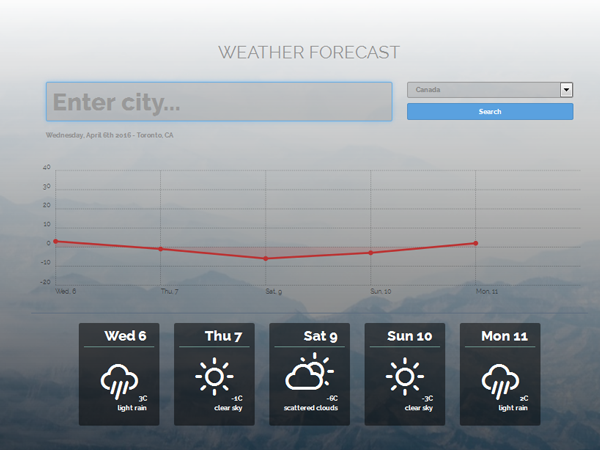 WEATHER FORECAST
Enter city...
Canada
Search
Wednesday, April 6th 2016 - Toronto, CA
40
30
20
10
0
-10
-20
Wed, 6
Thu, 7
Sat, 9
Sun, 10
Mon, 11
Wed 6
3C
light rain
Thu 7
-1C
clear sky
Sat 9
-6C
scattered clouds
Sun 10
-3C
clear sky
Mon 11
2C
light rain